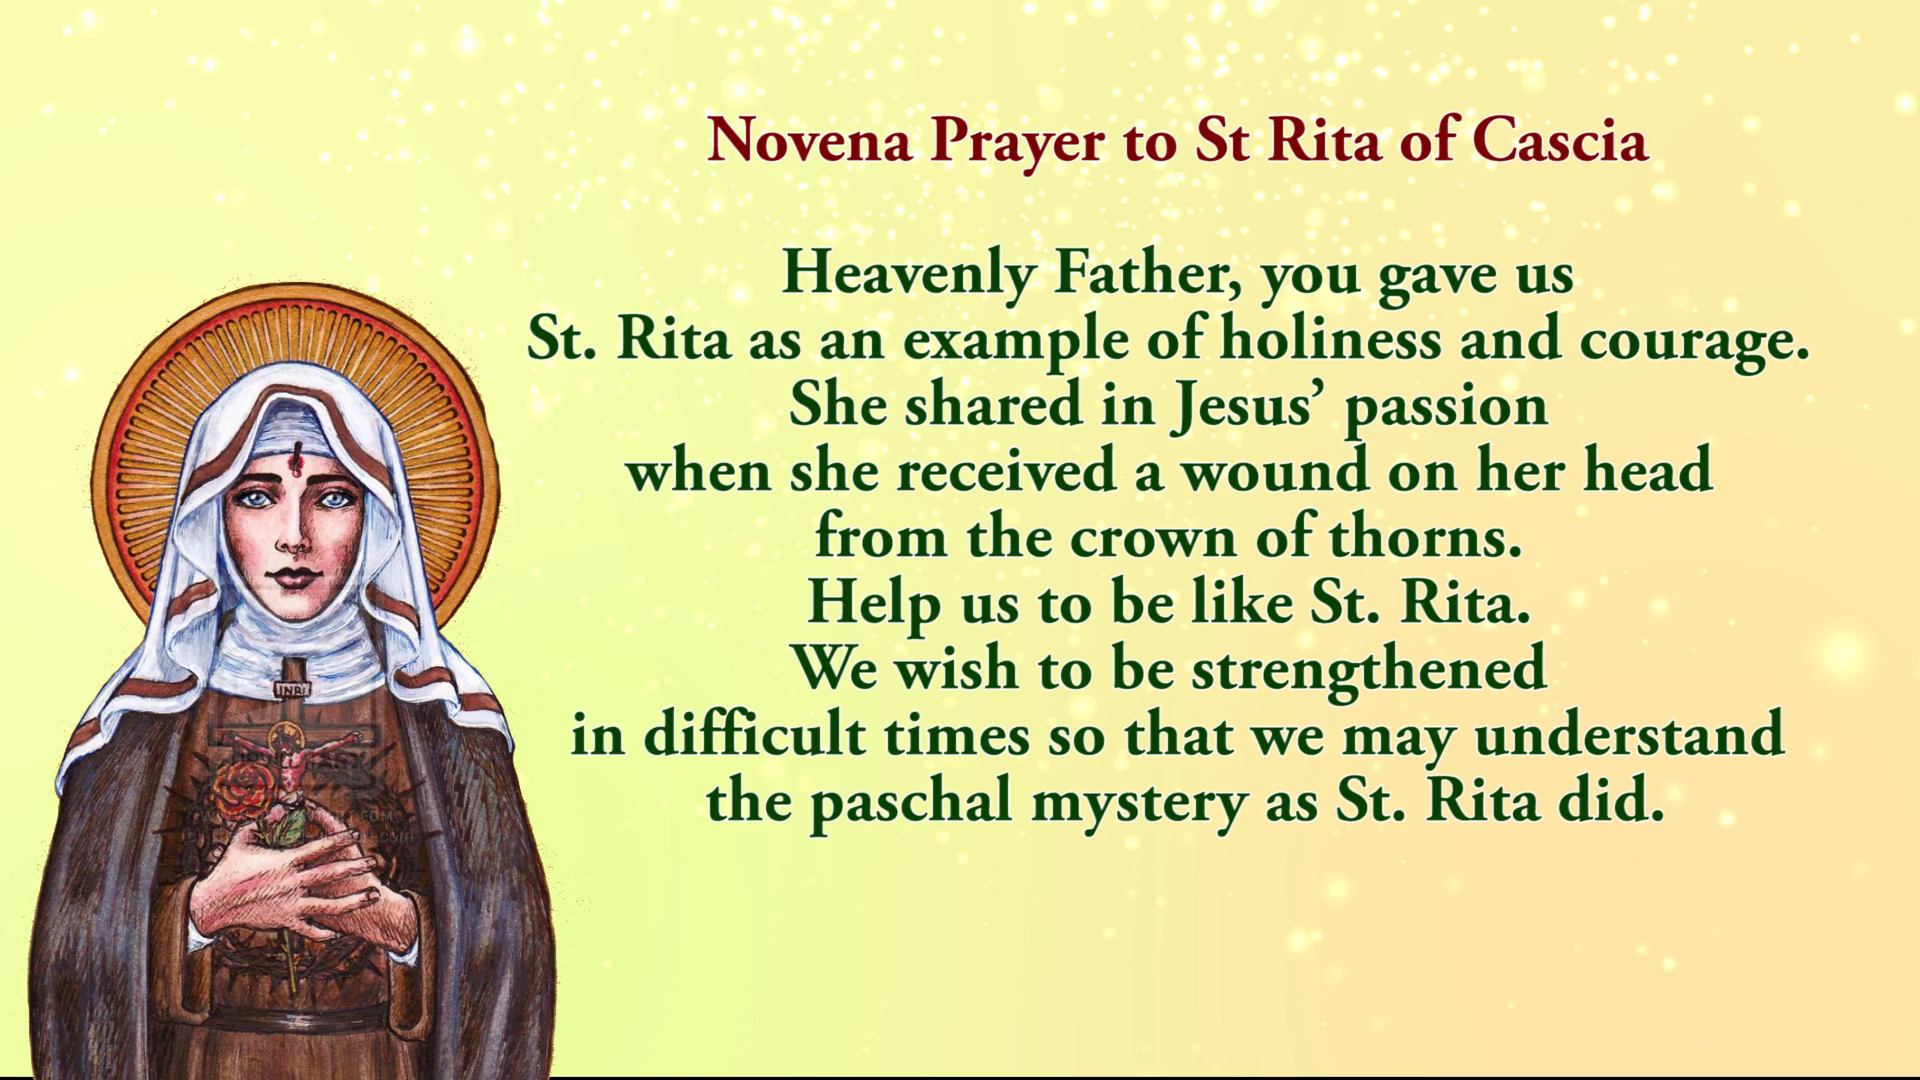 Novena Prayer to St Rita of Cascia
Heavenly Father, you gave us
St. Rita as an example of holiness and courage.
She shared in Jesus’ passion
when she received a wound on her head
from the crown of thorns.
Help us to be like St. Rita.
We wish to be strengthened
in difficult times so that we may understand
the paschal mystery as St. Rita did.
INRI